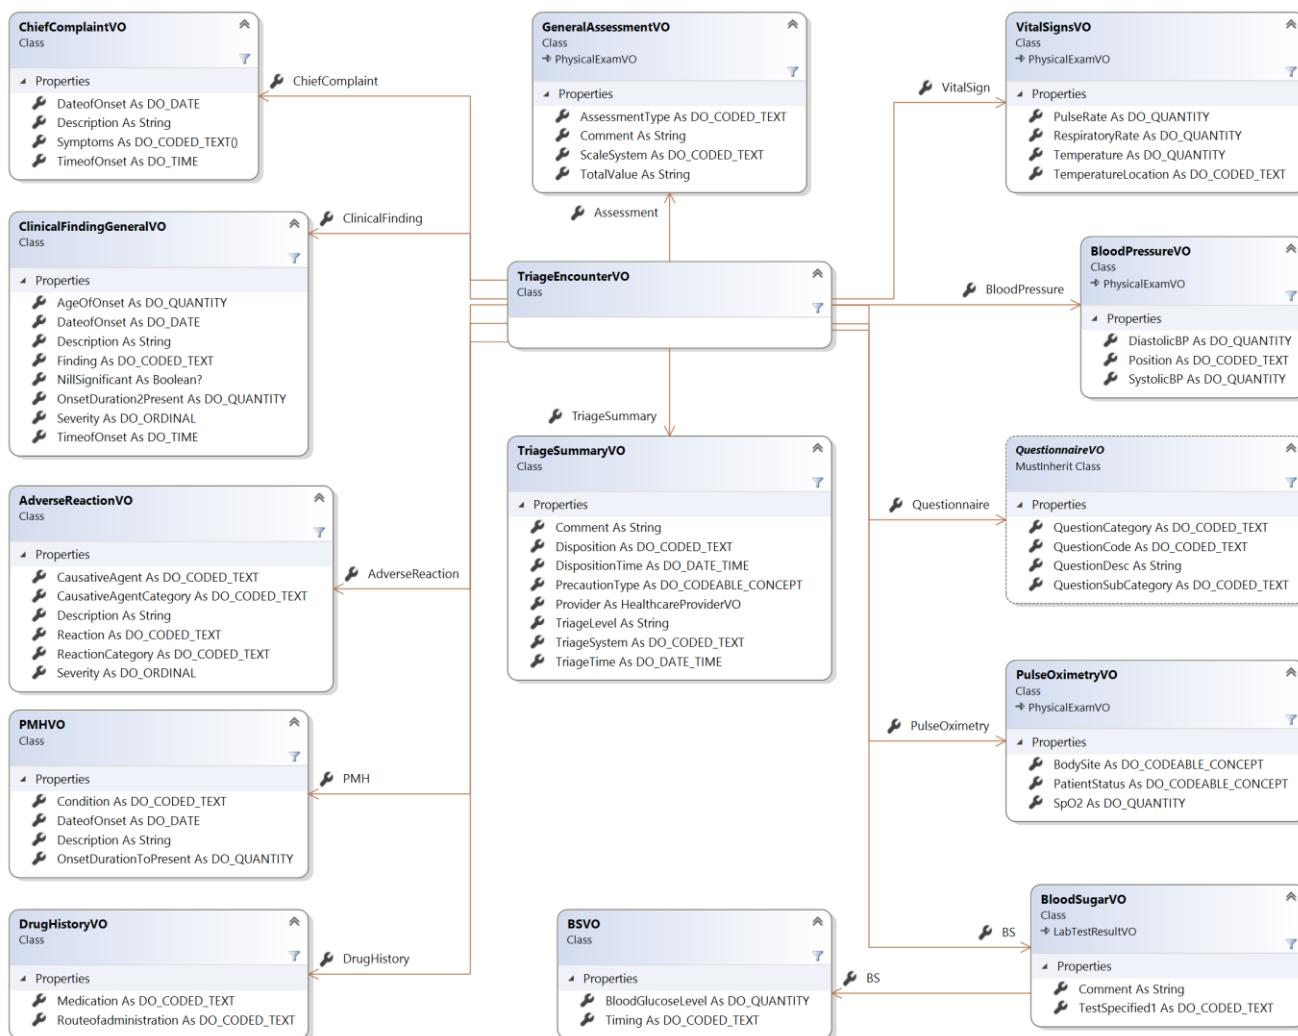 ChiefComplaintVO
Class
Properties
DateofOnset As DO_DATE
Description As String
Symptoms As DO_CODED_TEXT()
TimeofOnset As DO_TIME
ChiefComplaint
GeneralAssessmentVO
Class
PhysicalExamVO
Properties
AssessmentType As DO_CODED_TEXT
Comment As String
ScaleSystem As DO_CODED_TEXT
TotalValue As String
Assessment
VitalSignsVO
Class
PhysicalExamVO
Properties
PulseRate As DO_QUANTITY
RespiratoryRate As DO_QUANTITY
Temperature As DO_QUANTITY
TemperatureLocation As DO_CODED_TEXT
VitalSign
ClinicalFindingGeneralVO
Class
Properties
AgeOfOnset As DO_QUANTITY
DateofOnset As DO_DATE
Description As String
Finding As DO_CODED_TEXT
NillSignificant As Boolean?
OnsetDuration2Present As DO_QUANTITY
Severity As DO_ORDINAL
TimeofOnset As DO_TIME
ClinicalFinding
TriageEncounterVO
Class
BloodPressureVO
Class
PhysicalExamVO
Properties
DiastolicBP As DO_QUANTITY
Position As DO_CODED_TEXT
SystolicBP As DO_QUANTITY
BloodPressure
TriageSummary
TriageSummaryVO
Class
Properties
Comment As String
Disposition As DO_CODED_TEXT
DispositionTime As DO_DATE_TIME
PrecautionType As DO_CODEABLE_CONCEPT
Provider As HealthcareProviderVO
TriageLevel As String
TriageSystem As DO_CODED_TEXT
TriageTime As DO_DATE_TIME
QuestionnaireVO
MustInherit Class
Properties
QuestionCategory As DO_CODED_TEXT
QuestionCode As DO_CODED_TEXT
QuestionDesc As String
QuestionSubCategory As DO_CODED_TEXT
Questionnaire
AdverseReactionVO
Class
Properties
CausativeAgent As DO_CODED_TEXT
CausativeAgentCategory As DO_CODED_TEXT
Description As String
Reaction As DO_CODED_TEXT
ReactionCategory As DO_CODED_TEXT
Severity As DO_ORDINAL
AdverseReaction
PulseOximetryVO
Class
PhysicalExamVO
Properties
BodySite As DO_CODEABLE_CONCEPT
PatientStatus As DO_CODEABLE_CONCEPT
SpO2 As DO_QUANTITY
PulseOximetry
PMHVO
Class
Properties
Condition As DO_CODED_TEXT
DateofOnset As DO_DATE
Description As String
OnsetDurationToPresent As DO_QUANTITY
PMH
DrugHistoryVO
Class
Properties
Medication As DO_CODED_TEXT
Routeofadministration As DO_CODED_TEXT
DrugHistory
BSVO
Class
Properties
BloodGlucoseLevel As DO_QUANTITY
Timing As DO_CODED_TEXT
BS
BloodSugarVO
Class
LabTestResultVO
Properties
Comment As String
TestSpecified1 As DO_CODED_TEXT
BS